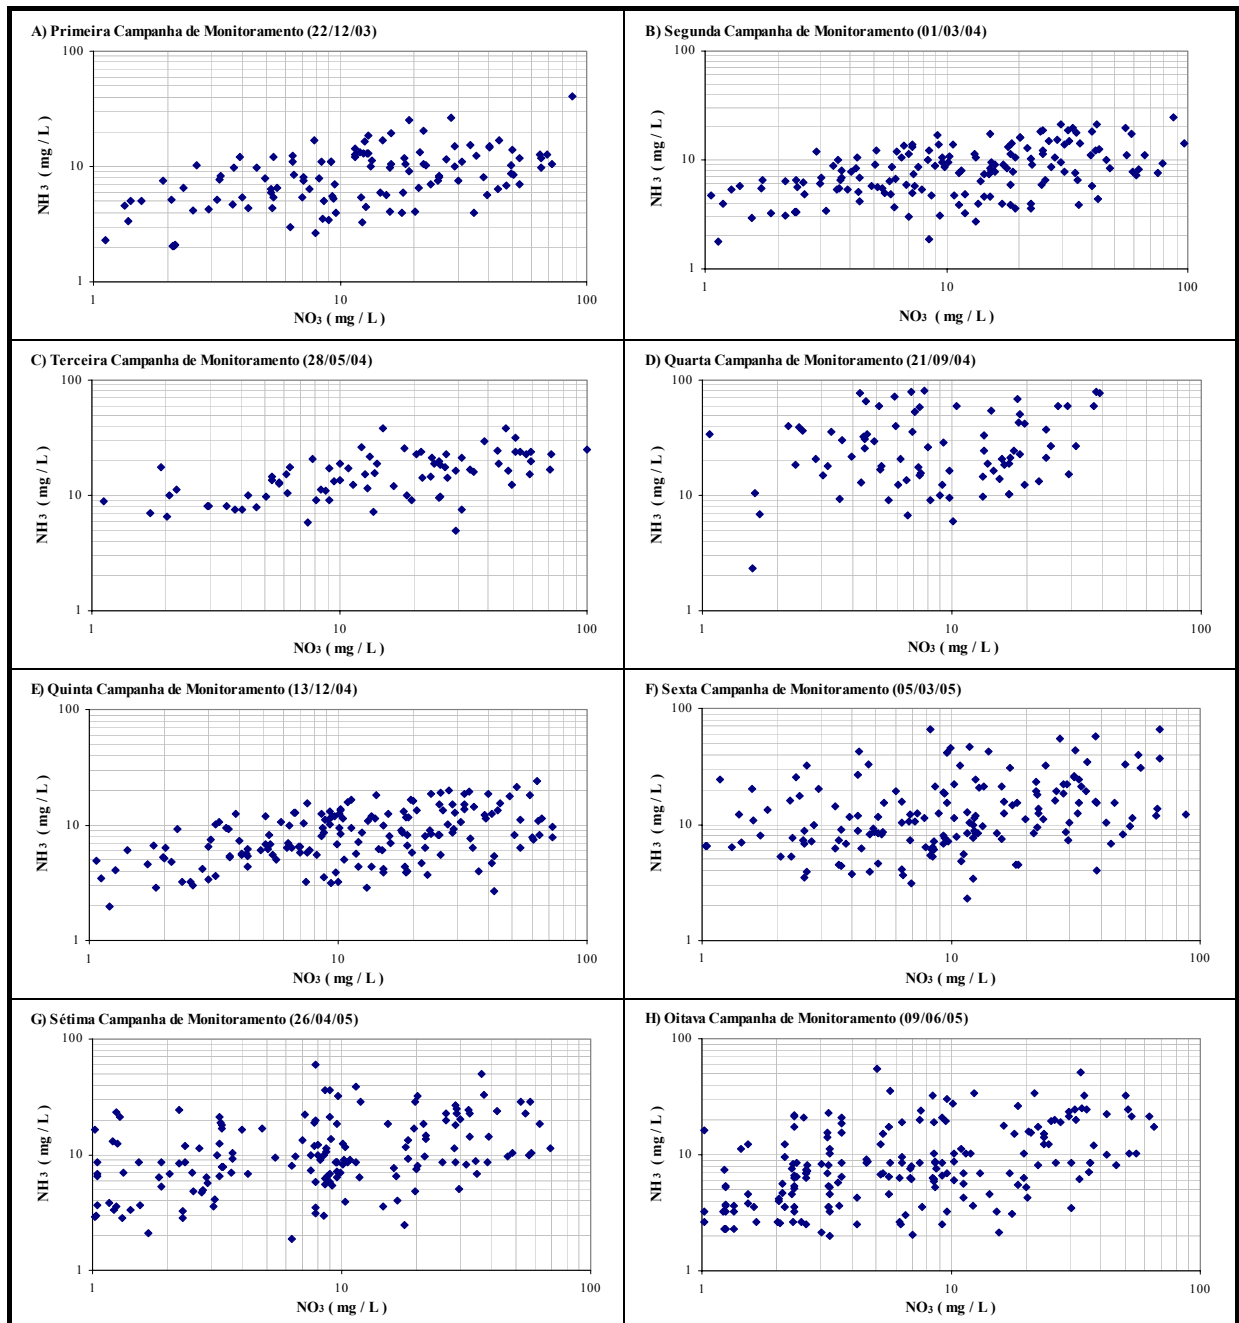 A) Primeira Campanha de Monitoramento (22/12/03)
100
10
1
NH₃ ( mg / L )
1 10 100
NO₃ ( mg / L )
B) Segunda Campanha de Monitoramento (01/03/04)
100
10
1
NH₃ ( mg / L )
1 10 100
NO₃ ( mg / L )
C) Terceira Campanha de Monitoramento (28/05/04)
100
10
1
NH₃ ( mg / L )
1 10 100
NO₃ ( mg / L )
D) Quarta Campanha de Monitoramento (21/09/04)
100
10
1
NH₃ ( mg / L )
1 10 100
NO₃ ( mg / L )
E) Quinta Campanha de Monitoramento (13/12/04)
100
10
1
NH₃ ( mg / L )
1 10 100
NO₃ ( mg / L )
F) Sexta Campanha de Monitoramento (05/03/05)
100
10
1
NH₃ ( mg / L )
1 10 100
NO₃ ( mg / L )
G) Sétima Campanha de Monitoramento (26/04/05)
100
10
1
NH₃ ( mg / L )
1 10 100
NO₃ ( mg / L )
H) Oitava Campanha de Monitoramento (09/06/05)
100
10
1
NH₃ ( mg / L )
1 10 100
NO₃ ( mg / L )